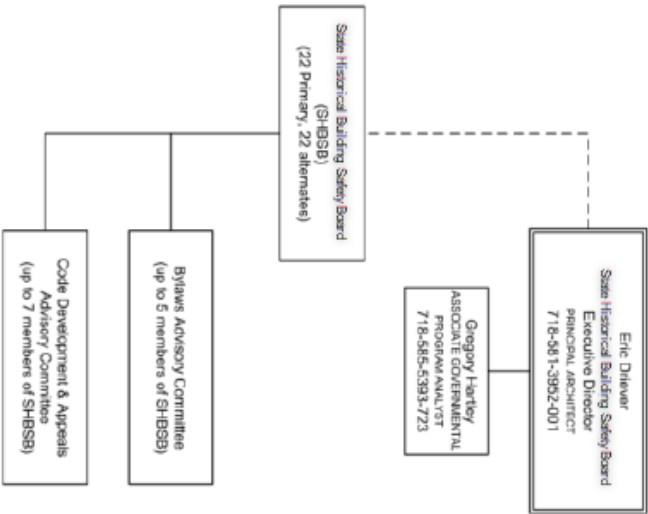 Eric Driever
State Historical Building Safety Board
Executive Director
PRINCIPAL ARCHITECT
718-581-3952-001
Gregory Hartley
ASSOCIATE GOVERNMENTAL
PROGRAM ANALYST
718-585-5393-723
State Historical Building Safety Board
(SHBSB)
(22 Primary, 22 alternates)
Bylaws Advisory Committee
(up to 5 members of SHBSB)
Code Development & Appeals
Advisory Committee
(up to 7 members of SHBSB)